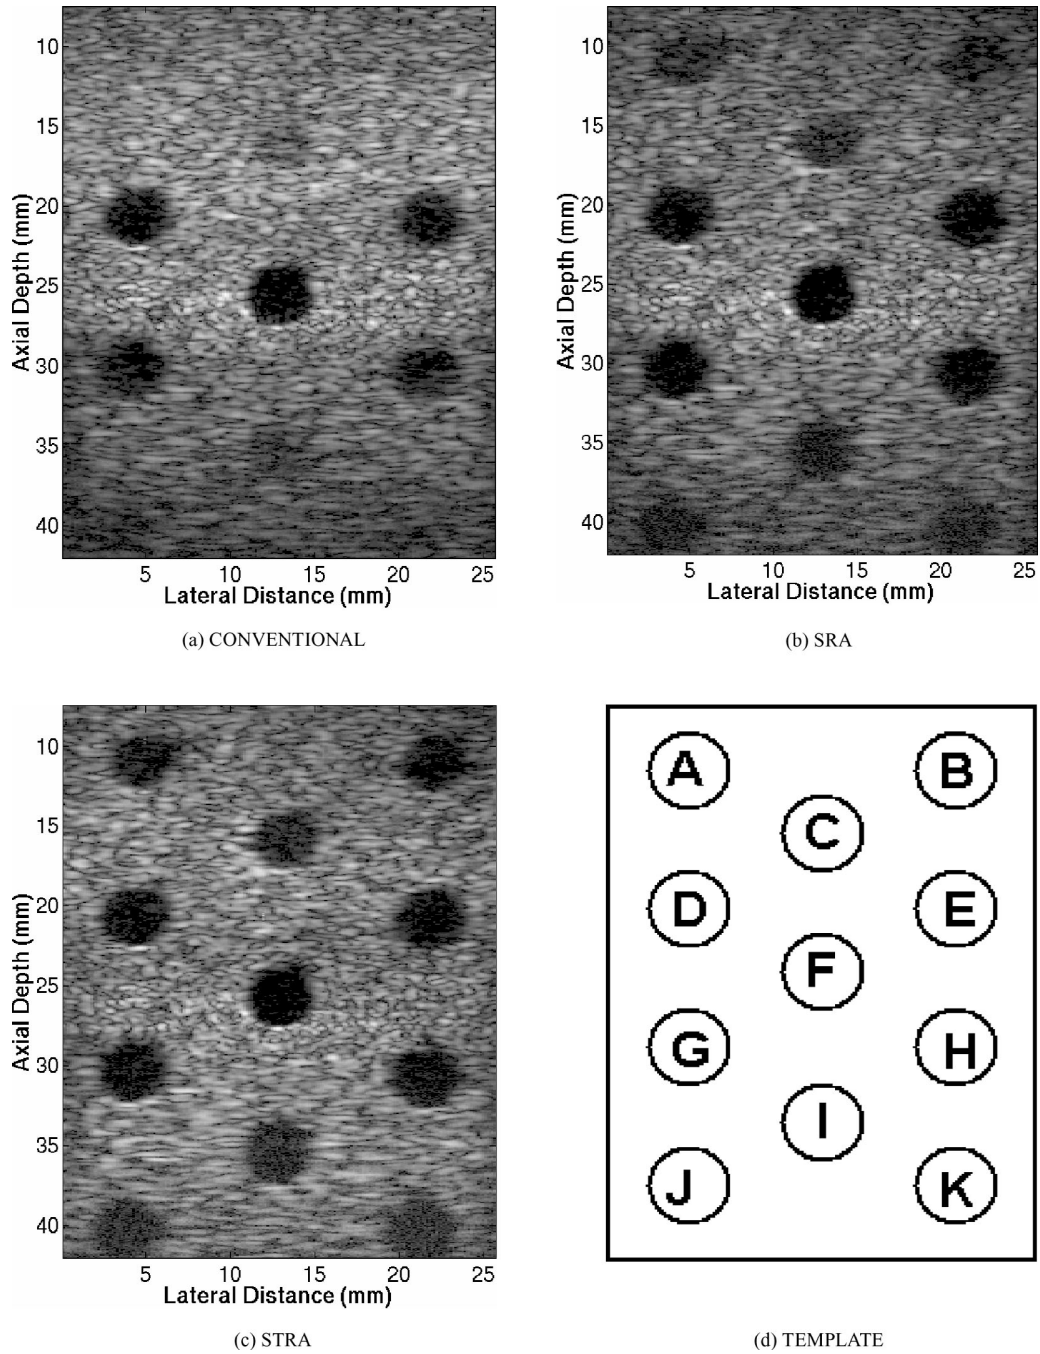 10
15
20
25
30
35
40
Axial Depth (mm)
5 10 15 20 25
Lateral Distance (mm)
(a) CONVENTIONAL
10
15
20
25
30
35
40
Axial Depth (mm)
5 10 15 20 25
Lateral Distance (mm)
(b) SRA
10
15
20
25
30
35
40
Axial Depth (mm)
5 10 15 20 25
Lateral Distance (mm)
(c) STRA
A B
C
D E
F
G H
I
J K
(d) TEMPLATE